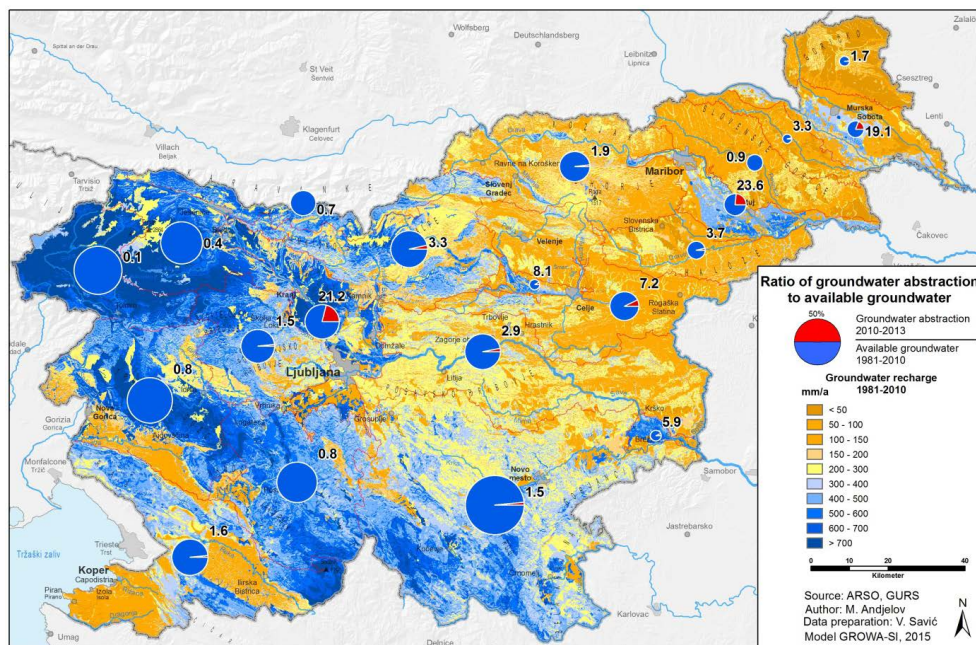 Wolfsberg
Zalalö
Spittal an der Drau
Deutschlandsberg
Leibnitz
Lipnica
St Veit
Šentvid
1.7
Csesztreg
Murska
Sobota
Lenti
3.3
19.1
Klagenfurt
Celovec
Villach
Beljak
Ravne na Koroškem
1.9
Maribor
0.9
Tarvisio
Trbiž
Slovenj
Gradec
23.6
0.7
Čakovec
Slovenska
Bistrica
3.7
0.4
3.3
Velenje
0.1
8.1
7.2
Kranj
21.2
Celje
Rogaška
Slatina
1.5
Trbovlje
Hrastnik
2.9
Zagorje ob
Ljubljana
Litija
0.8
Vrhnika
Grosuplje
Nova
Gorica
Gorizia
Gorica
Krško
5.9
Monfalcone
Tržič
Samobor
0.8
Novo
mesto
1.5
Jastrebarsko
Trieste
Trst
1.6
Tržaški zaliv
Koper
Capodistria
Izola
Isola
Piran
Pirano
Ilirska
Bistrica
Karlovac
Umag
Delnice
Ratio of groundwater abstraction
to available groundwater
50%
Groundwater abstraction
2010-2013
Available groundwater
1981-2010
Groundwater recharge
1981-2010
mm/a
< 50
50 - 100
100 - 150
150 - 200
200 - 300
300 - 400
400 - 500
500 - 600
600 - 700
> 700
0 10 20 40
Kilometer
Source: ARSO, GURS
Author: M. Andjelov
Data preparation: V. Savić
Model GROWA-SI, 2015
N